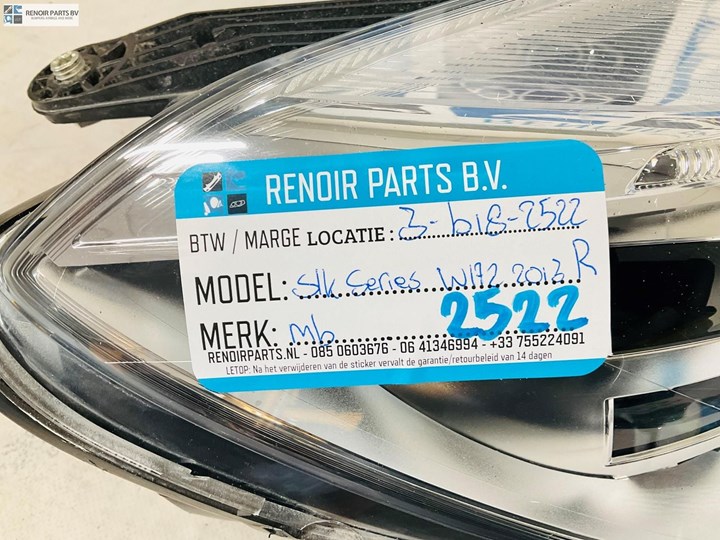 RENOIR PARTS BV
RENOIR PARTS B.V.
BTW / MARGE LOCATIE: 3-b18-2522
MODEL: Slk Series W172 2012 R
MERK: mb 2522
RENOIRPARTS.NL - 085 0603676 - 06 41346994 - +33 755224091
LETOP: Na het verwijderen van de sticker vervalt de garantie/retourbeleid van 14 dagen